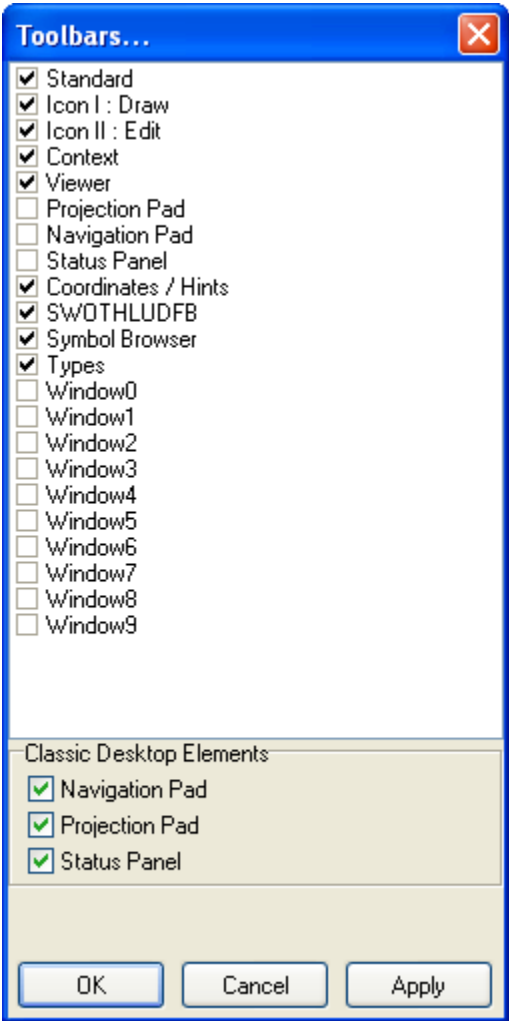 Toolbars...
Standard
Icon I : Draw
Icon II : Edit
Context
Viewer
Projection Pad
Navigation Pad
Status Panel
Coordinates / Hints
SWOTHLUDFB
Symbol Browser
Types
Window0
Window1
Window2
Window3
Window4
Window5
Window6
Window7
Window8
Window9
Classic Desktop Elements
Navigation Pad
Projection Pad
Status Panel
OK Cancel Apply